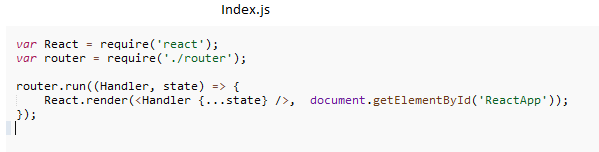 Index.js
var React = require('react');
var router = require('./router');
router.run((Handler, state) => {
React.render(<Handler {...state} />,  document.getElementById('ReactApp'));
});